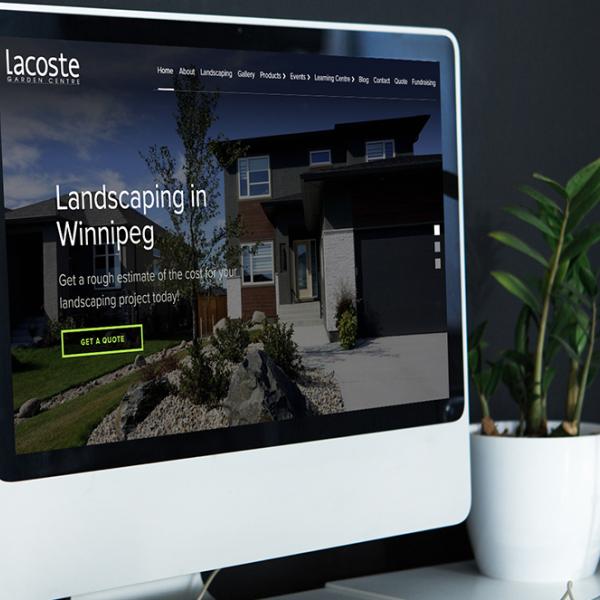 Lacoste
GARDEN CENTRE
Home About Landscaping Gallery Products Events Learning Centre Blog Contact Quote Fundraising
Landscaping in
Winnipeg
Get a rough estimate of the cost for your
landscaping project today!
GET A QUOTE